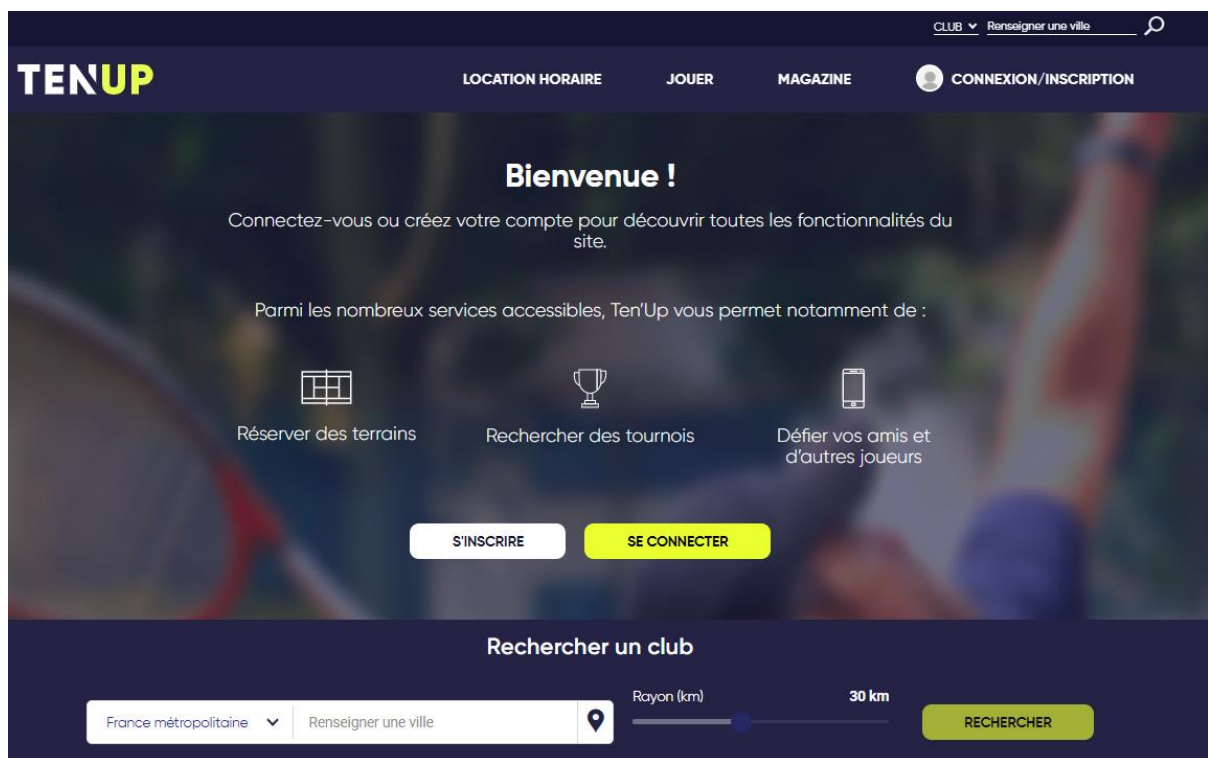 CLUB Renseigner une ville
TENUP LOCATION HORAIRE JOUER MAGAZINE CONNEXION/INSCRIPTION
Bienvenue !
Connectez-vous ou créez votre compte pour découvrir toutes les fonctionnalités du
site.
Parmi les nombreux services accessibles, Ten'Up vous permet notamment de :
Réserver des terrains
Rechercher des tournois
Défier vos amis et
d'autres joueurs
S'INSCRIRE SE CONNECTER
Rechercher un club
Rayon (km) 30 km
France métropolitaine Renseigner une ville RECHERCHER